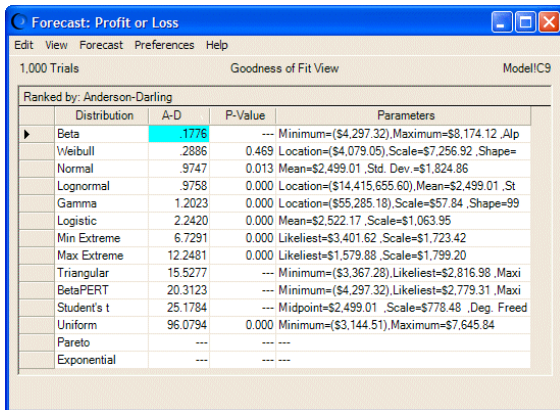 Forecast: Profit or Loss
Edit View Forecast Preferences Help
1,000 Trials Goodness of Fit View Model!C9
Ranked by: Anderson-Darling
Distribution A-D P-Value Parameters
Beta .1776 --- Minimum=($4,297.32),Maximum=$8,174.12 ,Alp
Weibull .2886 0.469 Location=($4,079.05),Scale=$7,256.92 ,Shape=
Normal .9747 0.013 Mean=$2,499.01 ,Std. Dev.=$1,824.86
Lognormal .9758 0.000 Location=($14,415,655.60),Mean=$2,499.01 ,St
Gamma 1.2023 0.000 Location=($55,285.18),Scale=$57.84 ,Shape=99
Logistic 2.2420 0.000 Mean=$2,522.17 ,Scale=$1,063.95
Min Extreme 6.7291 0.000 Likeliest=$3,401.62 ,Scale=$1,723.42
Max Extreme 12.2481 0.000 Likeliest=$1,579.88 ,Scale=$1,799.20
Triangular 15.5277 --- Minimum=($3,367.28),Likeliest=$2,816.98 ,Maxi
BetaPERT 20.3123 --- Minimum=($4,297.32),Likeliest=$2,779.31 ,Maxi
Student's t 25.1784 --- Midpoint=$2,499.01 ,Scale=$778.48 ,Deg. Freed
Uniform 96.0794 0.000 Minimum=($3,144.51),Maximum=$7,645.84
Pareto --- --- ---
Exponential --- --- ---